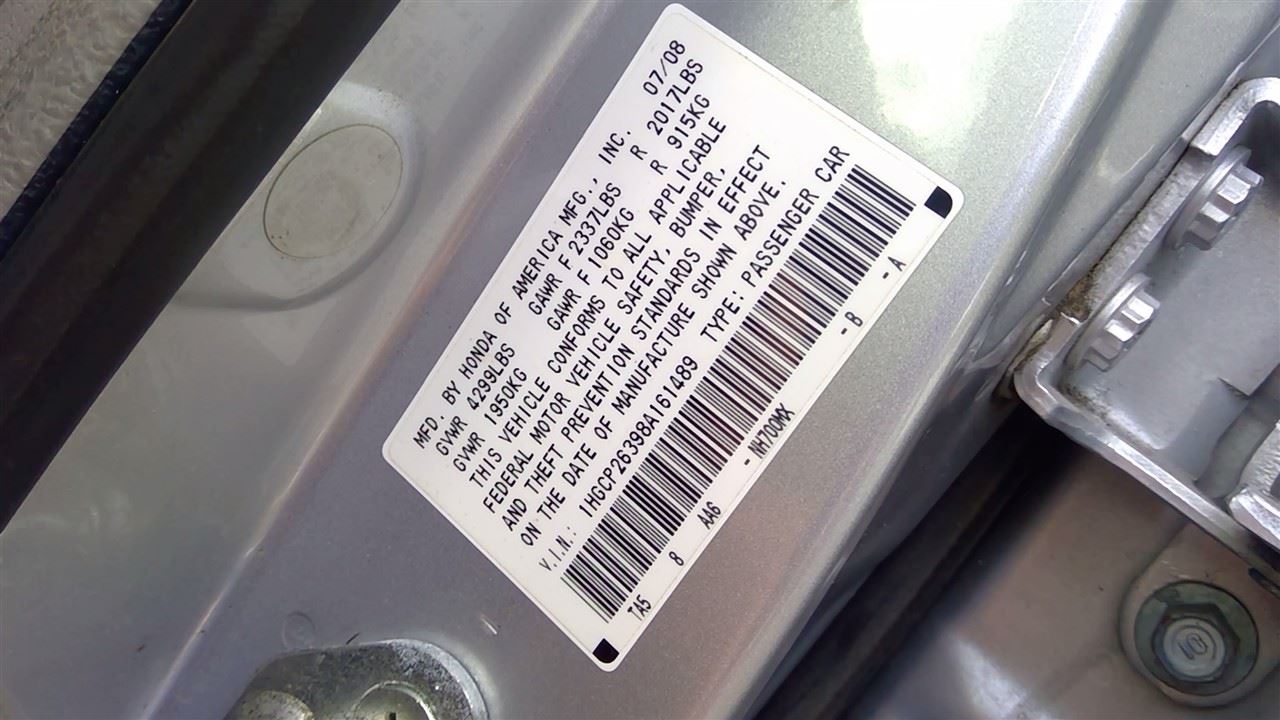 MFD. BY HONDA OF AMERICA MFG., INC. 07/08
GVWR 4299LBS GAWR F 2337LBS R 2017LBS
GVWR 1950KG GAWR F 1060KG R 915KG
THIS VEHICLE CONFORMS TO ALL APPLICABLE
FEDERAL MOTOR VEHICLE SAFETY, BUMPER,
AND THEFT PREVENTION STANDARDS IN EFFECT
ON THE DATE OF MANUFACTURE SHOWN ABOVE.
V.I.N.: 1HGCP26398A161489 TYPE: PASSENGER CAR
TA5 8 AA6 - NH700MX - B - A
10